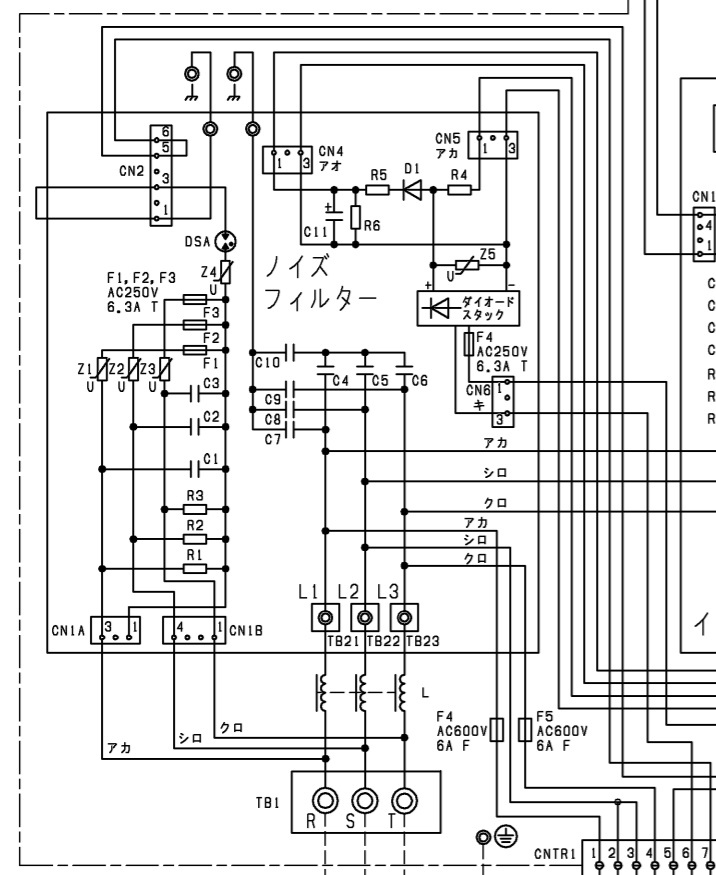 6
5
3
1
CN2
CN4
アオ
1 3
CN5
アカ
1 3
D1
R5
R4
+
C11
R6
DSA
Z4
U
ノイズ
フィルター
Z5
U
+ −
ダイオード
スタック
F1, F2, F3
AC250V
6.3A T
F3
F2
F1
Z1 Z2 Z3
U U U
C3
C2
C1
R3
R2
R1
C10
C9
C8
C7
C4 C5 C6
F4
AC250V
6.3A T
CN6
キ
1
3
CN1
4
1
C
C
C
C
R
R
R
アカ
シロ
クロ
アカ
シロ
クロ
イ
L1 L2 L3
TB21 TB22 TB23
CN1A
3 1
4 1
CN1B
L
アカ
シロ
クロ
F4
AC600V
6A F
F5
AC600V
6A F
TB1
R S T
CNTR1
1 2 3 4 5 6 7